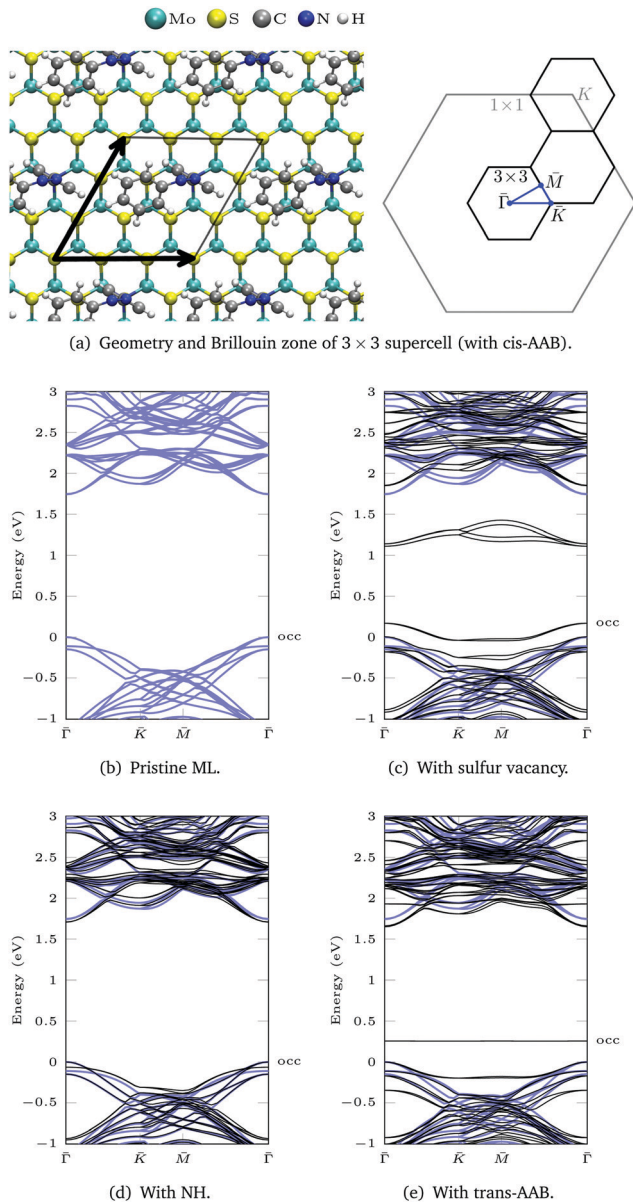 Mo S C N H
1×1
K
3×3
M̄
Γ̄
K̄
(a) Geometry and Brillouin zone of 3 × 3 supercell (with cis-AAB).
3
2.5
2
1.5
1
0.5
0
−0.5
−1
Energy (eV)
occ
Γ̄ K̄ M̄ Γ̄
(b) Pristine ML.
3
2.5
2
1.5
1
0.5
0
−0.5
−1
Energy (eV)
occ
Γ̄ K̄ M̄ Γ̄
(c) With sulfur vacancy.
3
2.5
2
1.5
1
0.5
0
−0.5
−1
Energy (eV)
occ
Γ̄ K̄ M̄ Γ̄
(d) With NH.
3
2.5
2
1.5
1
0.5
0
−0.5
−1
Energy (eV)
occ
Γ̄ K̄ M̄ Γ̄
(e) With trans-AAB.